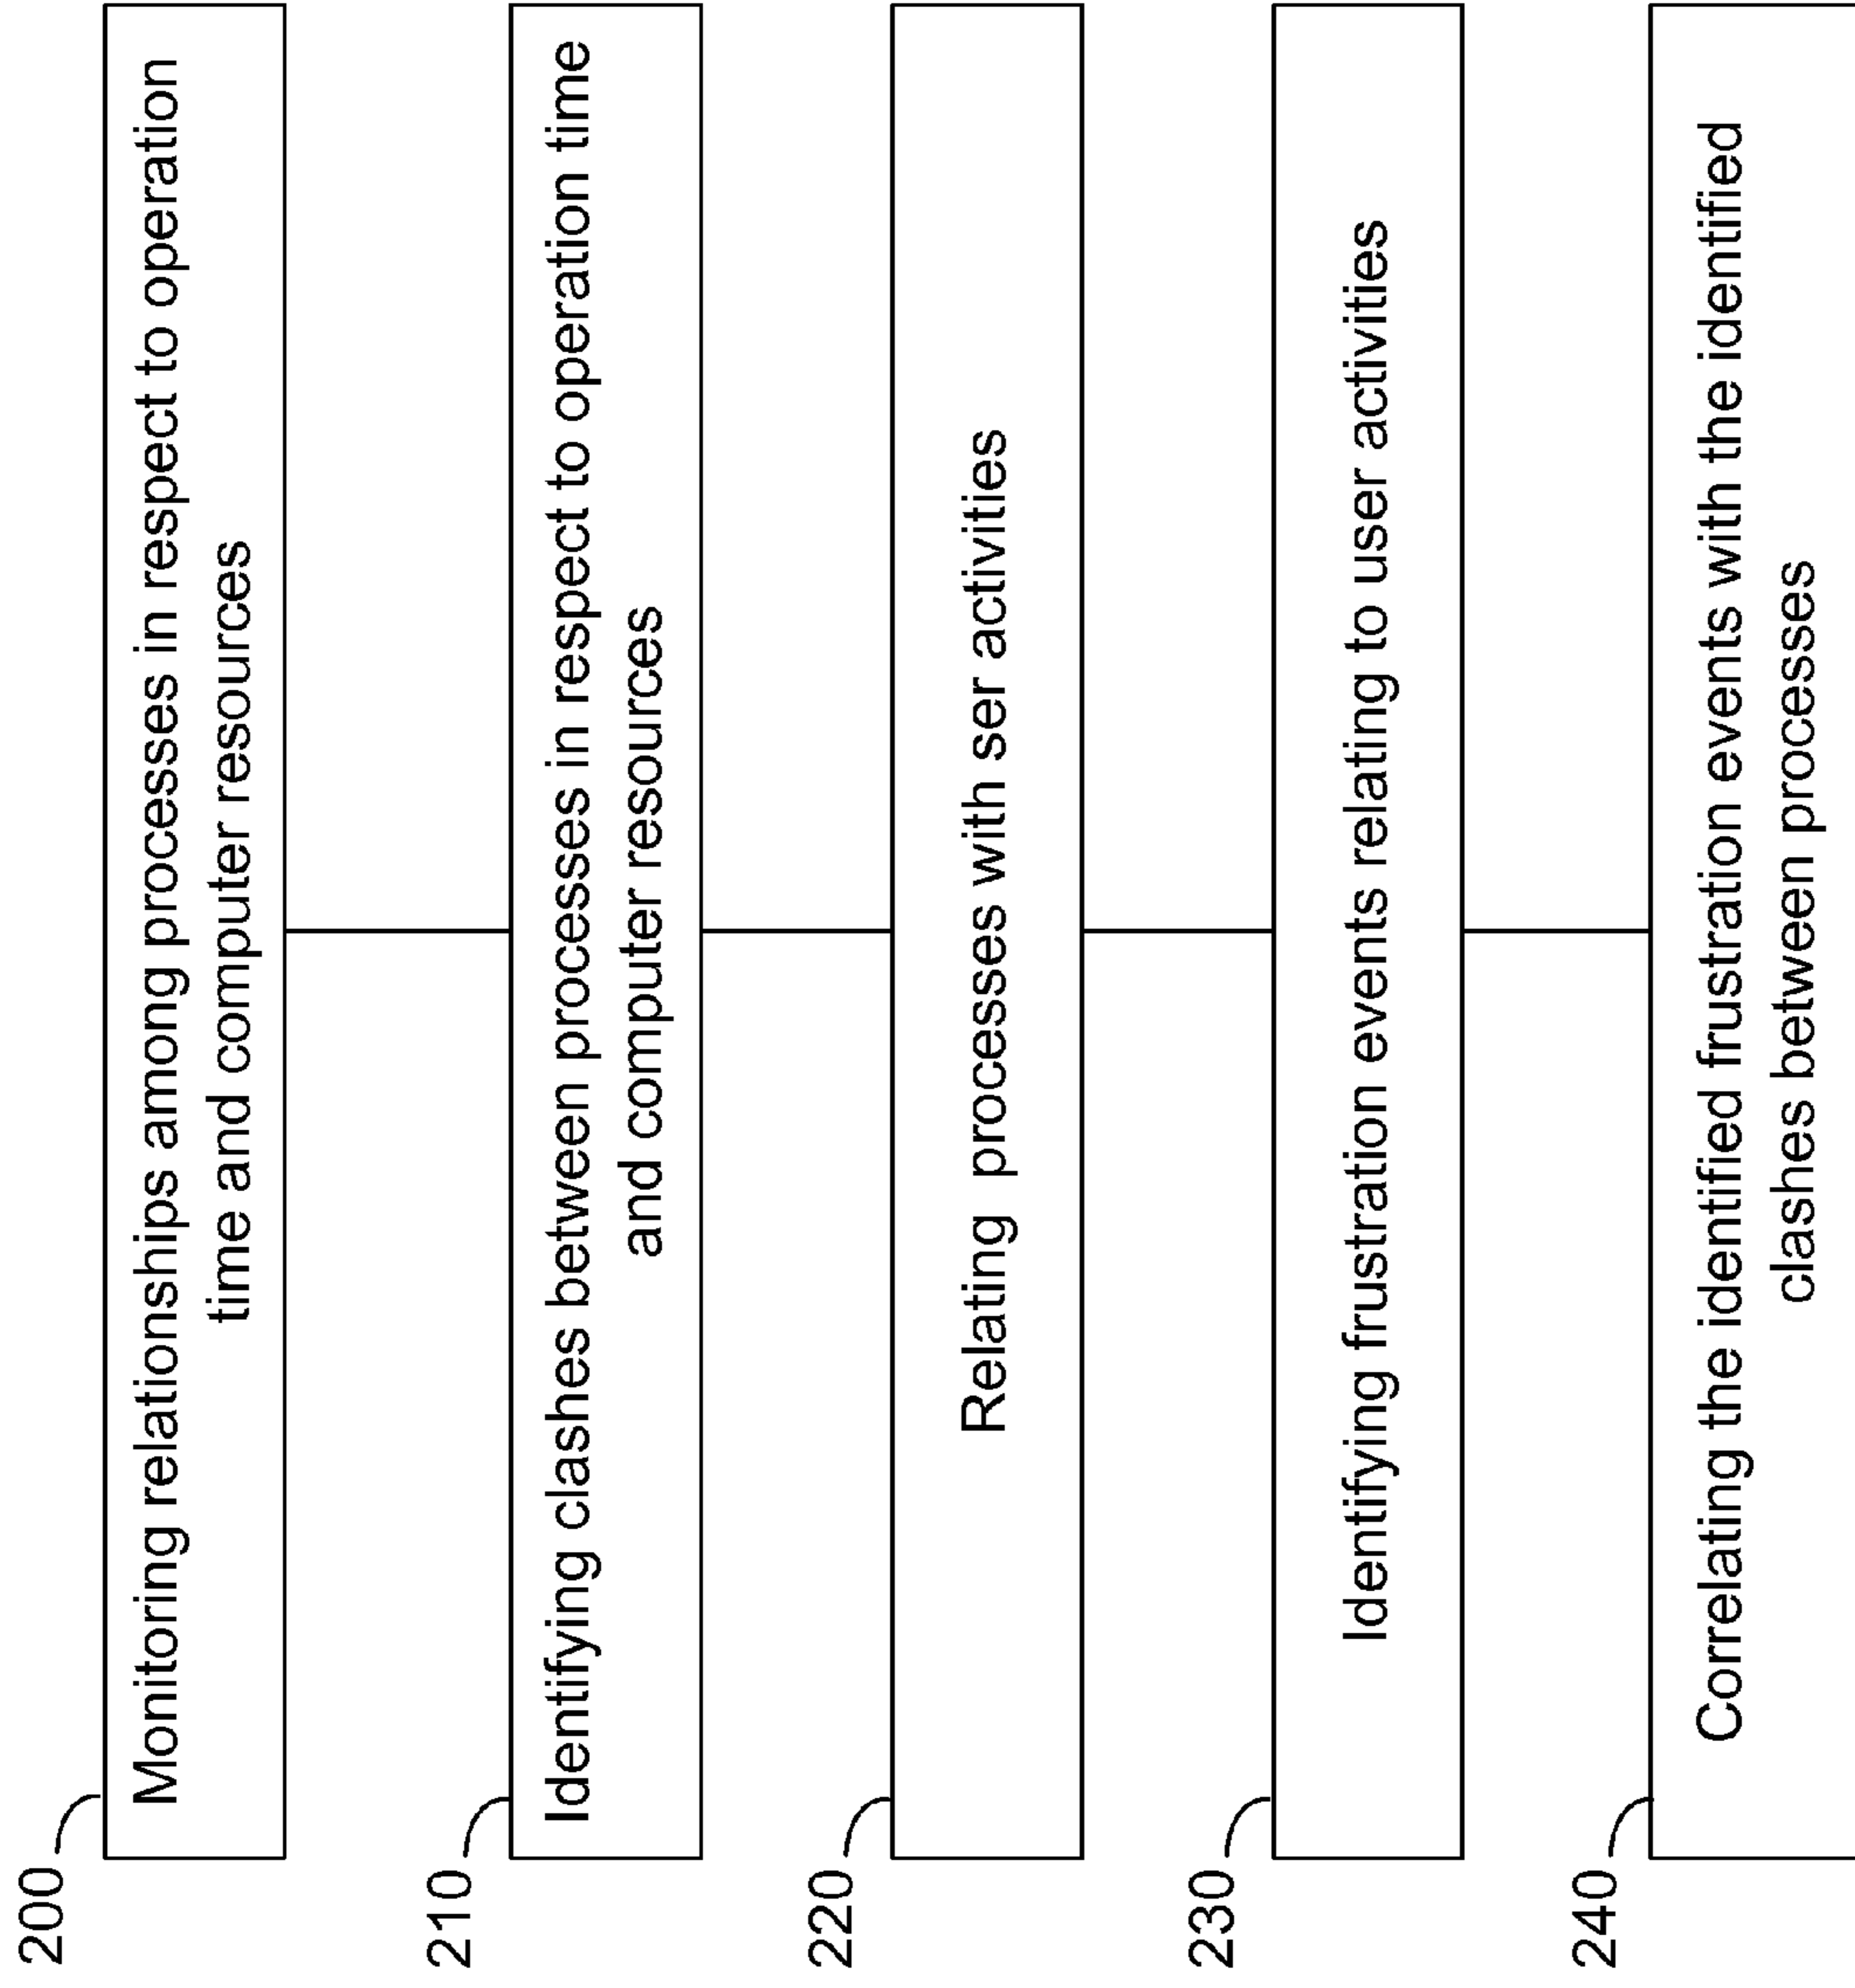 200
Monitoring relationships among processes in respect to operation
time and computer resources
210
Identifying clashes between processes in respect to operation time
and computer resources
220
Relating processes with ser activities
230
Identifying frustration events relating to user activities
240
Correlating the identified frustration events with the identified
clashes between processes